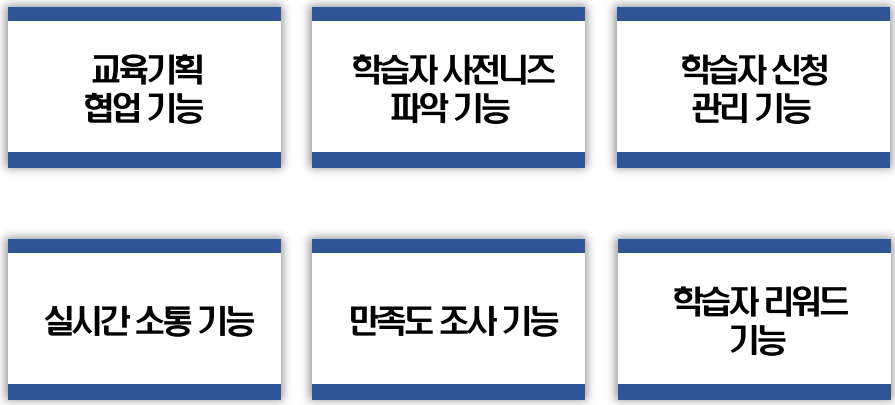 교육기획
협업 기능
학습자 사전니즈
파악 기능
학습자 신청
관리 기능
실시간 소통 기능
만족도 조사 기능
학습자 리워드
기능